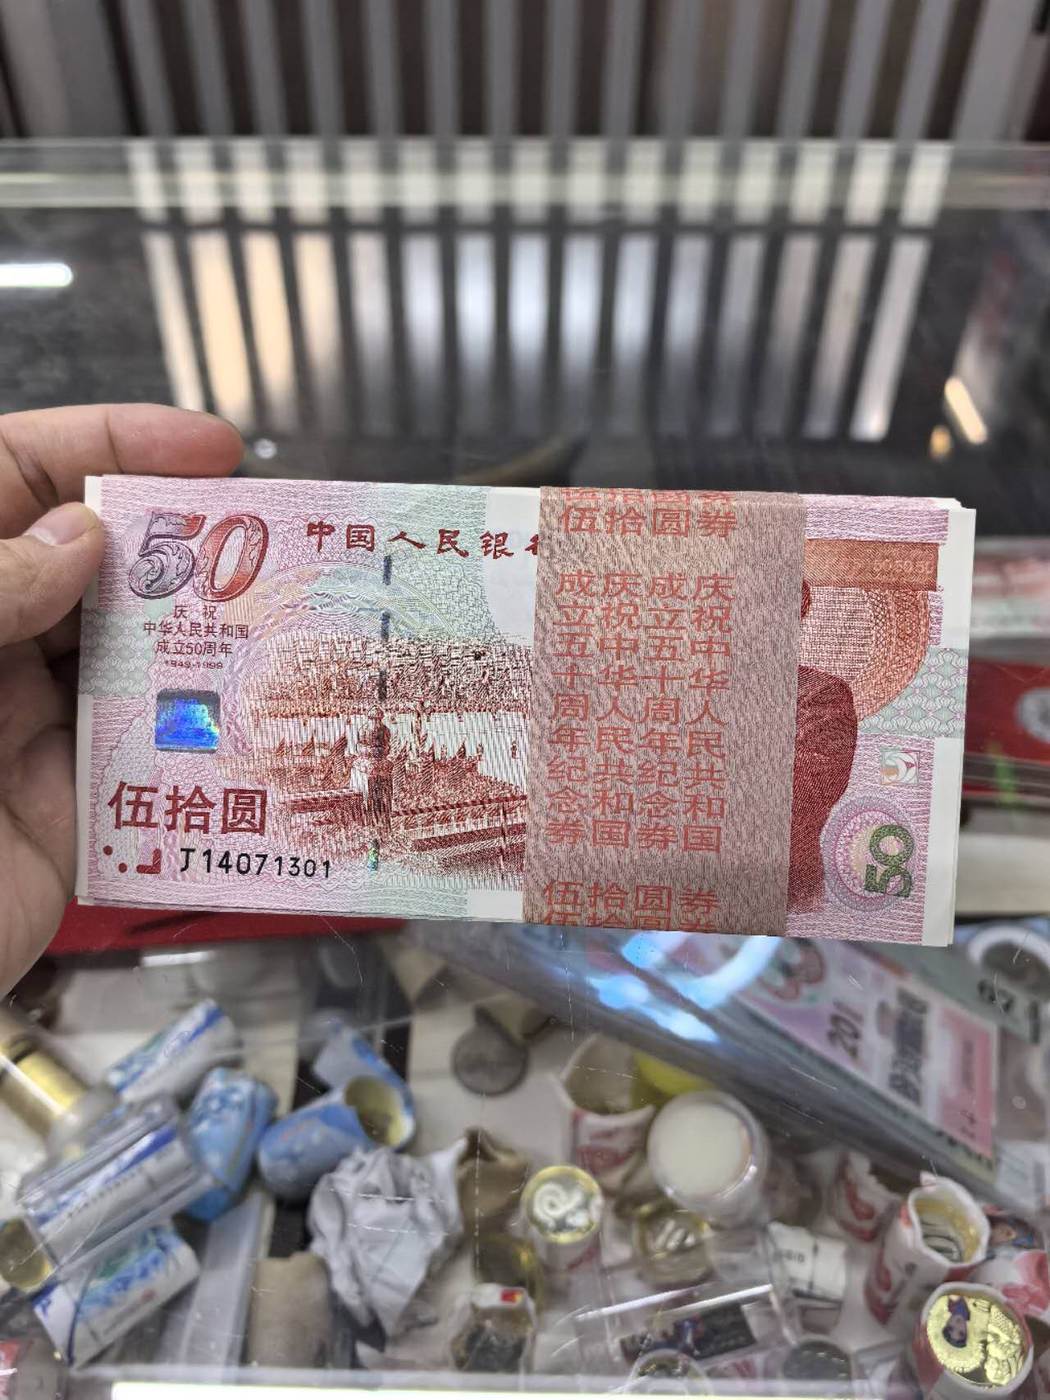 50
中国人民银
庆 祝
中华人民共和国
成立50周年
1949-1999
伍拾圆
J14071301
伍拾圆券
庆祝中华人民共和国
成立五十周年纪念券
庆祝中华人民共和国
成立五十周年纪念券
伍拾圆券
50
201